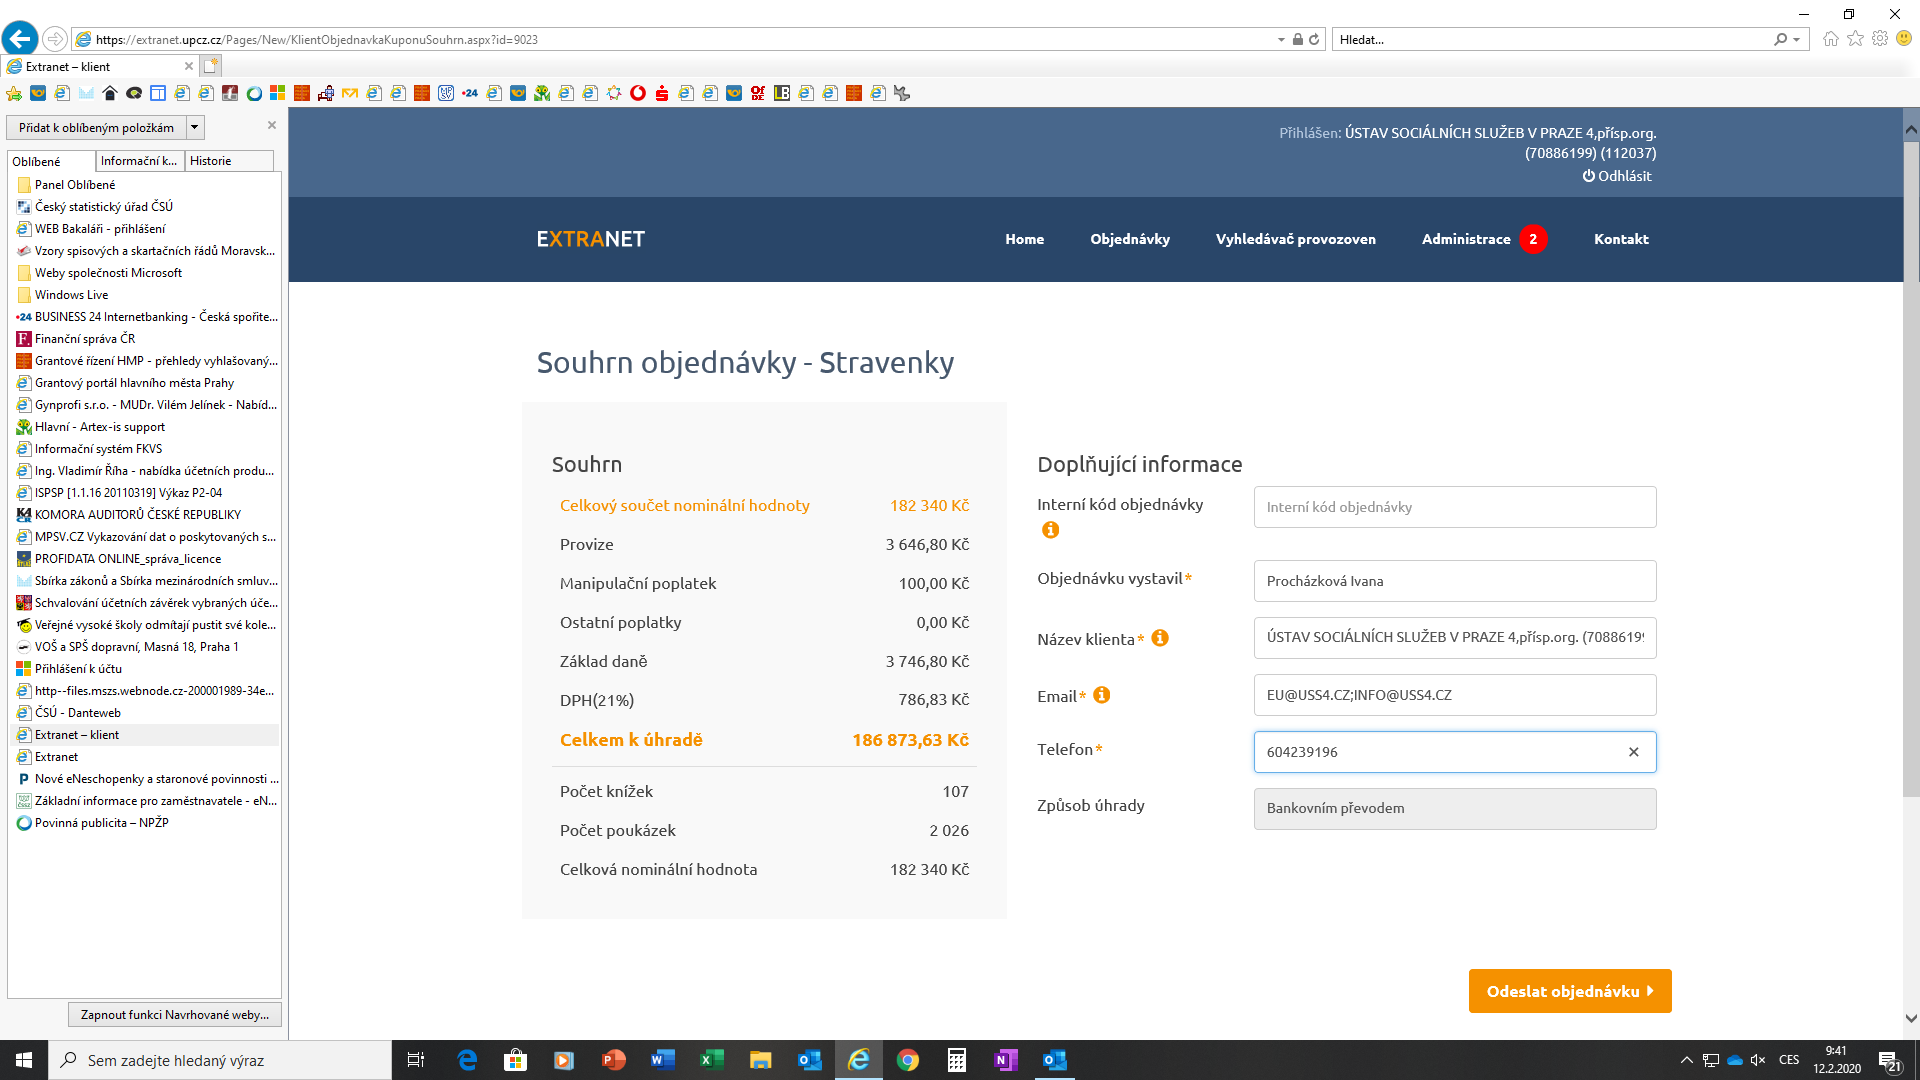 https://extranet.upcz.cz/Pages/New/KlientObjednavkaKuponuSouhrn.aspx?id=9023
Hledat...
Extranet – klient
Přidat k oblíbeným položkám
Oblíbené
Informační k...
Historie
Panel Oblíbené
Český statistický úřad ČSÚ
WEB Bakaláři - přihlášení
Vzory spisových a skartačních řádů Moravsk...
Weby společnosti Microsoft
Windows Live
BUSINESS 24 Internetbanking - Česká spořite...
Finanční správa ČR
Grantové řízení HMP - přehledy vyhlašovaný...
Grantový portál hlavního města Prahy
Gynprofi s.r.o. - MUDr. Vilém Jelínek - Nabíd...
Hlavní - Artex-is support
Informační systém FKVS
Ing. Vladimír Říha - nabídka účetních produ...
ISPSP [1.1.16 20110319] Výkaz P2-04
KOMORA AUDITORŮ ČESKÉ REPUBLIKY
MPSV.CZ Vykazování dat o poskytovaných s...
PROFIDATA ONLINE_správa_licence
Sbírka zákonů a Sbírka mezinárodních smluv...
Schvalování účetních závěrek vybraných úče...
Veřejné vysoké školy odmítají pustit své kole...
VOŠ a SPŠ dopravní, Masná 18, Praha 1
Přihlášení k účtu
http--files.mszs.webnode.cz-200001989-34e...
ČSÚ - Danteweb
Extranet – klient
Extranet
Nové eNeschopenky a staronové povinnosti ...
Základní informace pro zaměstnavatele - eN...
Povinná publicita – NPŽP
Zapnout funkci Navrhované weby...
Přihlášen: ÚSTAV SOCIÁLNÍCH SLUŽEB V PRAZE 4,přísp.org.
(70886199) (112037)
Odhlásit
EXTRANET
Home
Objednávky
Vyhledávač provozoven
Administrace 2
Kontakt
Souhrn objednávky - Stravenky
Souhrn
Celkový součet nominální hodnoty 182 340 Kč
Provize 3 646,80 Kč
Manipulační poplatek 100,00 Kč
Ostatní poplatky 0,00 Kč
Základ daně 3 746,80 Kč
DPH(21%) 786,83 Kč
Celkem k úhradě 186 873,63 Kč
Počet knížek 107
Počet poukázek 2 026
Celková nominální hodnota 182 340 Kč
Doplňující informace
Interní kód objednávky Interní kód objednávky
Objednávku vystavil* Procházková Ivana
Název klienta* ÚSTAV SOCIÁLNÍCH SLUŽEB V PRAZE 4,přísp.org. (7088619
Email* EU@USS4.CZ;INFO@USS4.CZ
Telefon* 604239196
Způsob úhrady Bankovním převodem
Odeslat objednávku
Sem zadejte hledaný výraz
CES
9:41
12.2.2020
21